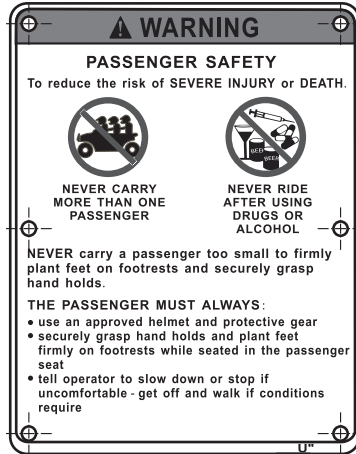 WARNING
PASSENGER SAFETY
To reduce the risk of SEVERE INJURY or DEATH.
BEER
BEER
NEVER CARRY
MORE THAN ONE
PASSENGER
NEVER RIDE
AFTER USING
DRUGS OR
ALCOHOL
NEVER carry a passenger too small to firmly
plant feet on footrests and securely grasp
hand holds.
THE PASSENGER MUST ALWAYS:
• use an approved helmet and protective gear
• securely grasp hand holds and plant feet
firmly on footrests while seated in the passenger
seat
• tell operator to slow down or stop if
uncomfortable - get off and walk if conditions
require